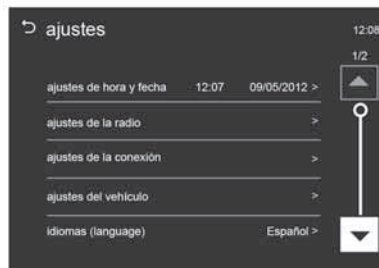 ajustes
12:08
1/2
ajustes de hora y fecha 12:07 09/05/2012 >
ajustes de la radio >
ajustes de la conexión >
ajustes del vehículo >
idiomas (language) Español >